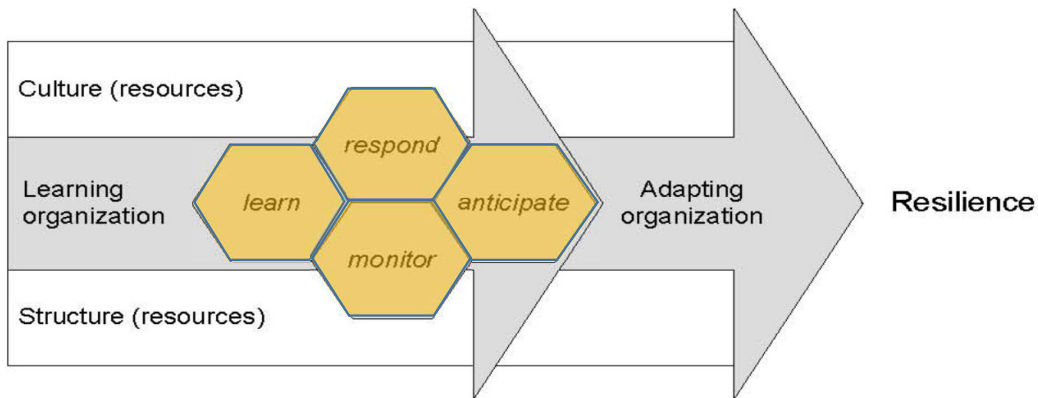 Culture (resources)
respond
Learning
organization
learn
anticipate
Adapting
organization
Resilience
monitor
Structure (resources)